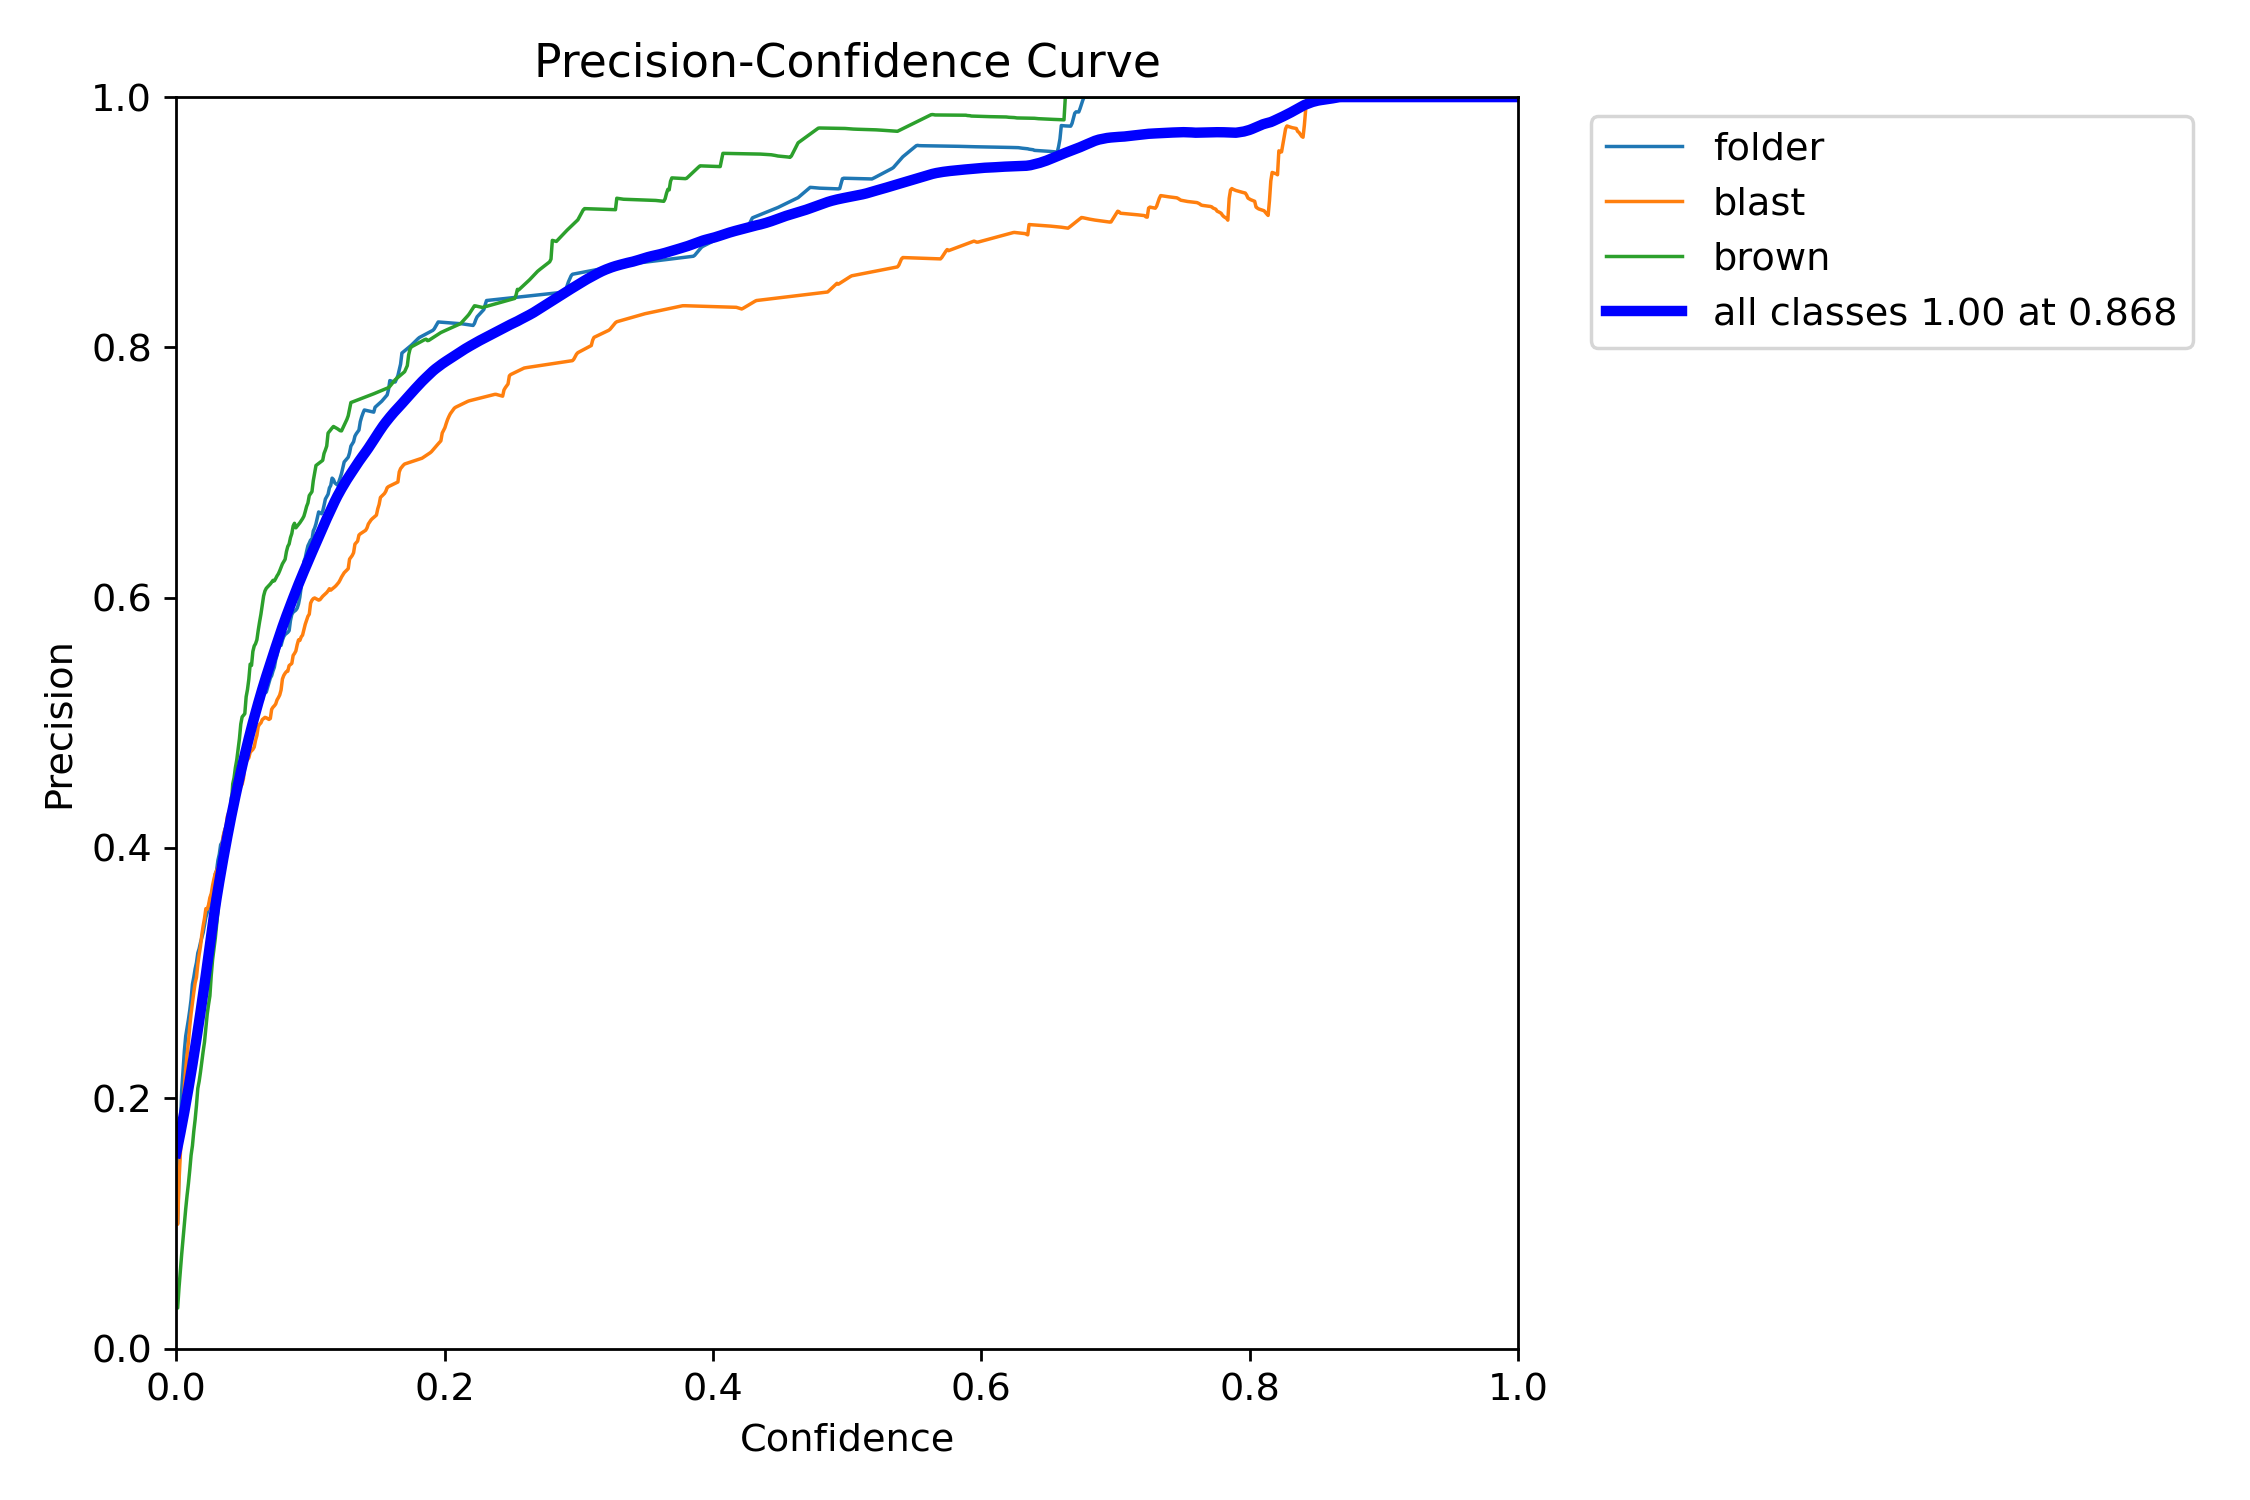 Precision-Confidence Curve
1.0
0.8
0.6
0.4
0.2
0.0
Precision
0.0 0.2 0.4 0.6 0.8 1.0
Confidence
folder
blast
brown
all classes 1.00 at 0.868